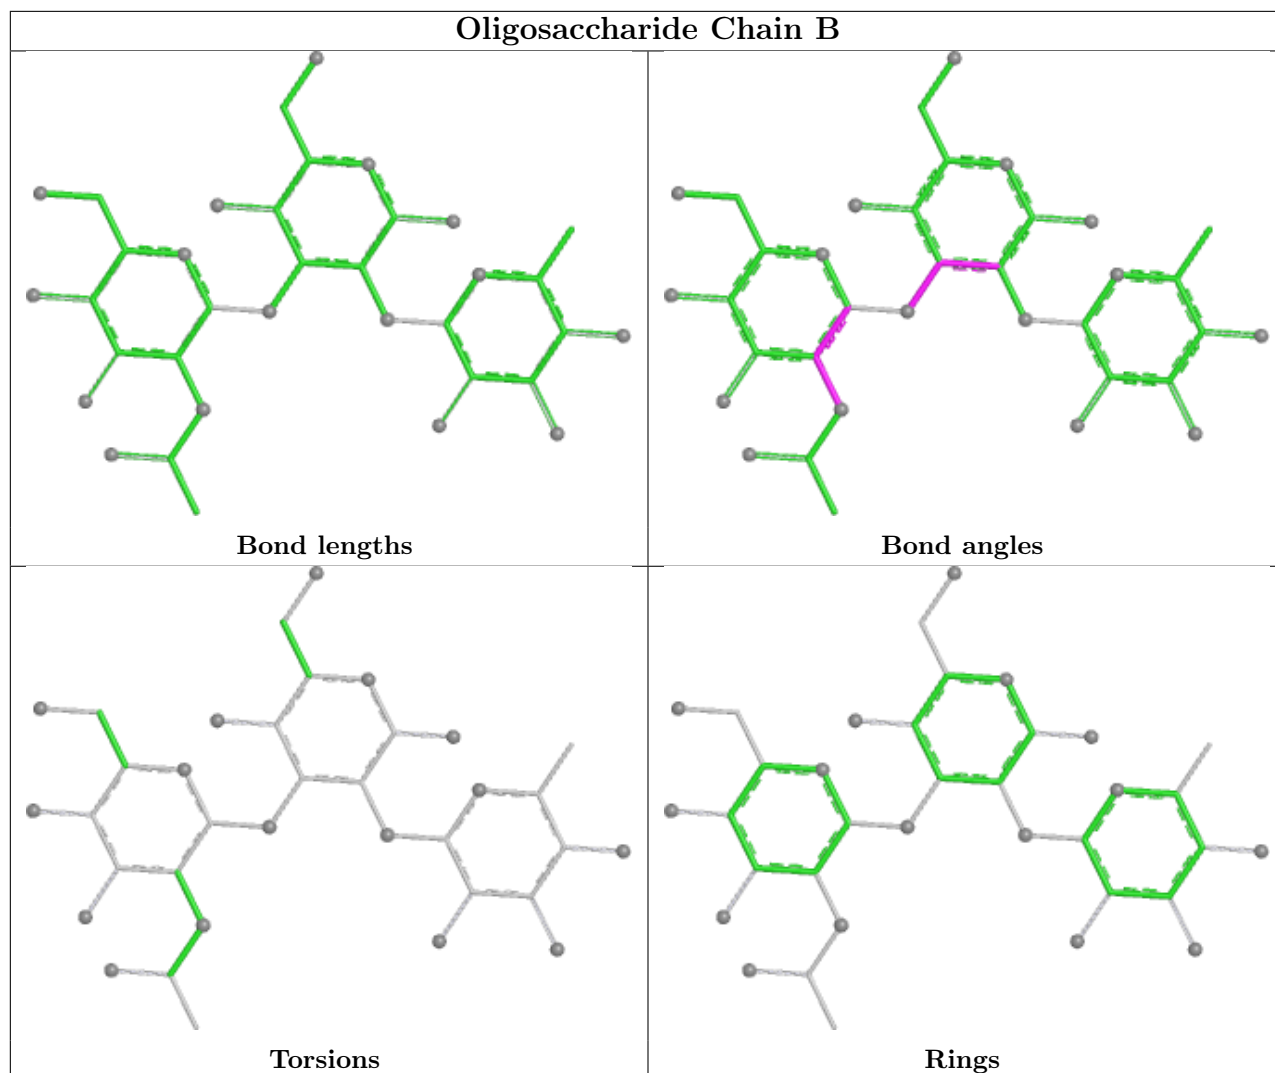 Oligosaccharide Chain B
Bond lengths
Bond angles
Torsions
Rings